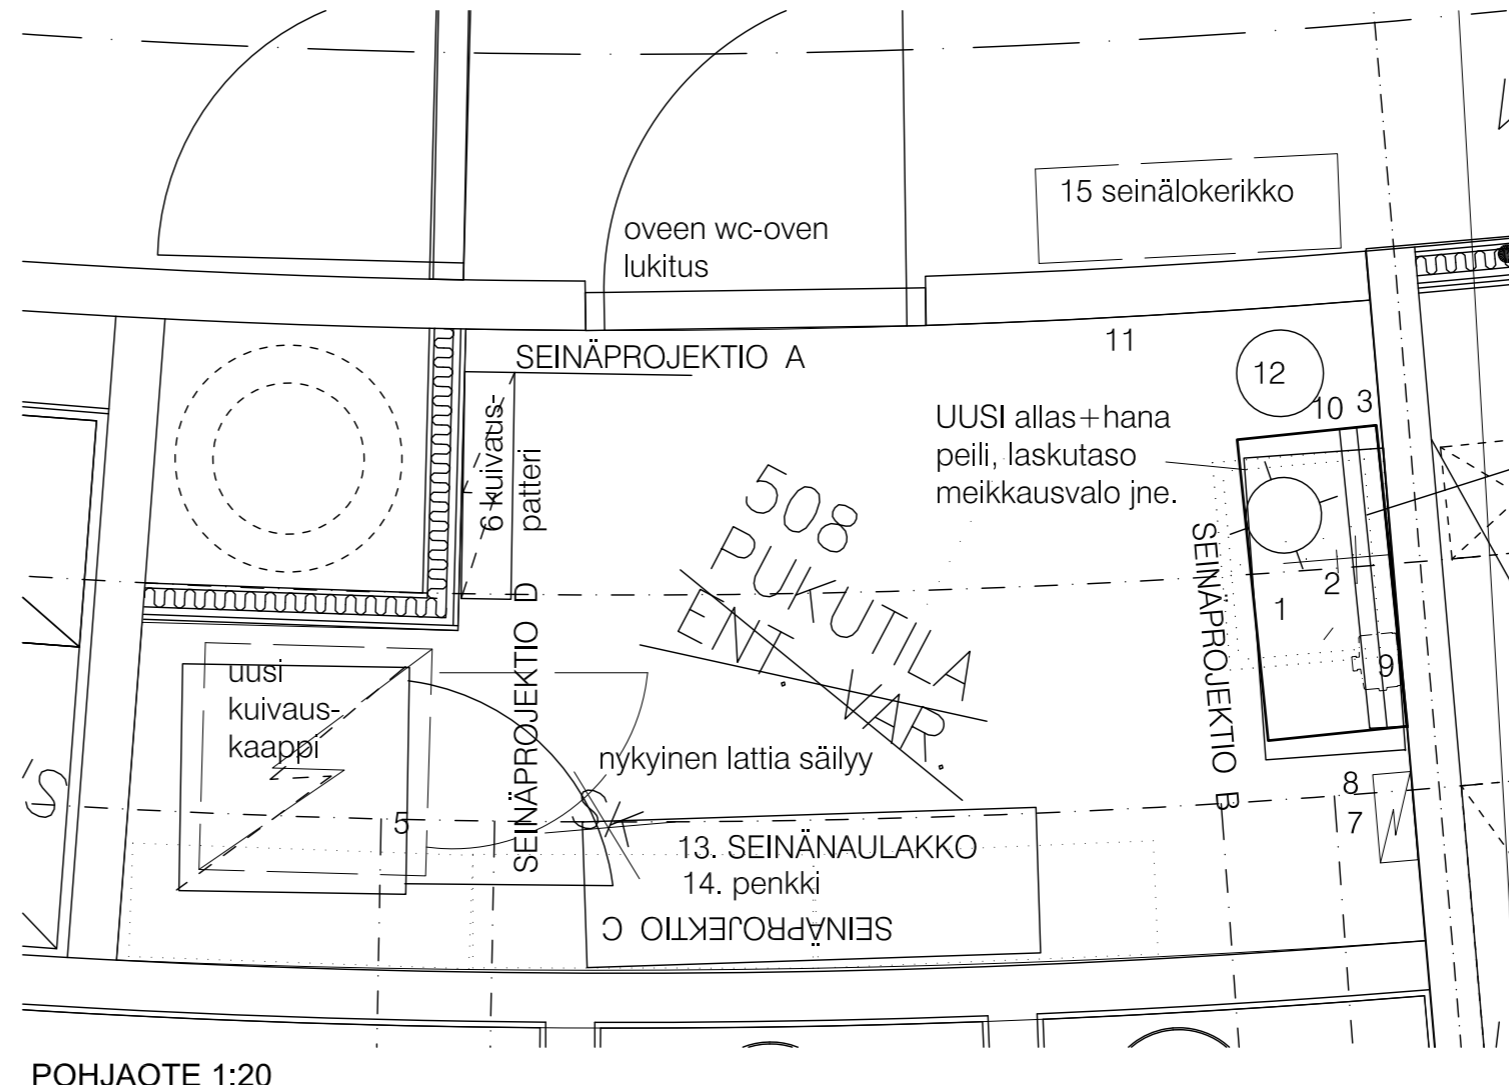 15 seinälokerikko
oveen wc-oven
lukitus
SEINÄPROJEKTIO A
11
12
10
3
6 kuivaus-
patteri
UUSI allas+hana
peili, laskutaso
meikkausvalo jne.
508
PUKUTILA
ENT. VAR.
SEINÄPROJEKTIO B
SEINÄPROJEKTIO D
1
2
9
uusi
kuivaus-
kaappi
nykyinen lattia säilyy
8
7
5
SK
13. SEINÄNAULAKKO
14. penkki
SEINÄPROJEKTIO C
POHJAOTE 1:20